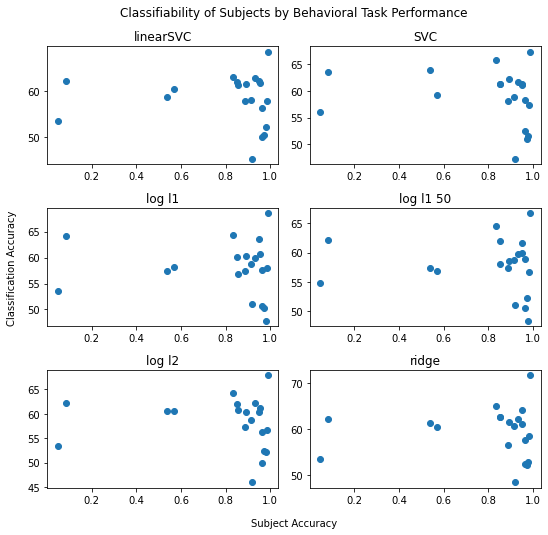 Classifiability of Subjects by Behavioral Task Performance
linearSVC
SVC
60
50
0.2 0.4 0.6 0.8 1.0
65
60
55
50
0.2 0.4 0.6 0.8 1.0
Classification Accuracy
log l1
log l1 50
65
60
55
50
0.2 0.4 0.6 0.8 1.0
65
60
55
50
0.2 0.4 0.6 0.8 1.0
log l2
ridge
65
60
55
50
45
0.2 0.4 0.6 0.8 1.0
70
60
50
0.2 0.4 0.6 0.8 1.0
Subject Accuracy